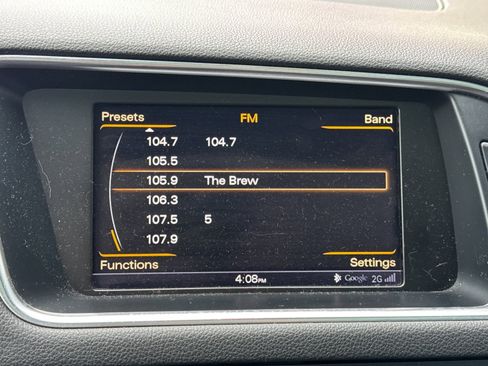 Presets FM Band
104.7 104.7
105.5
105.9 The Brew
106.3
107.5 5
107.9
Functions Settings
4:08PM Google 2G